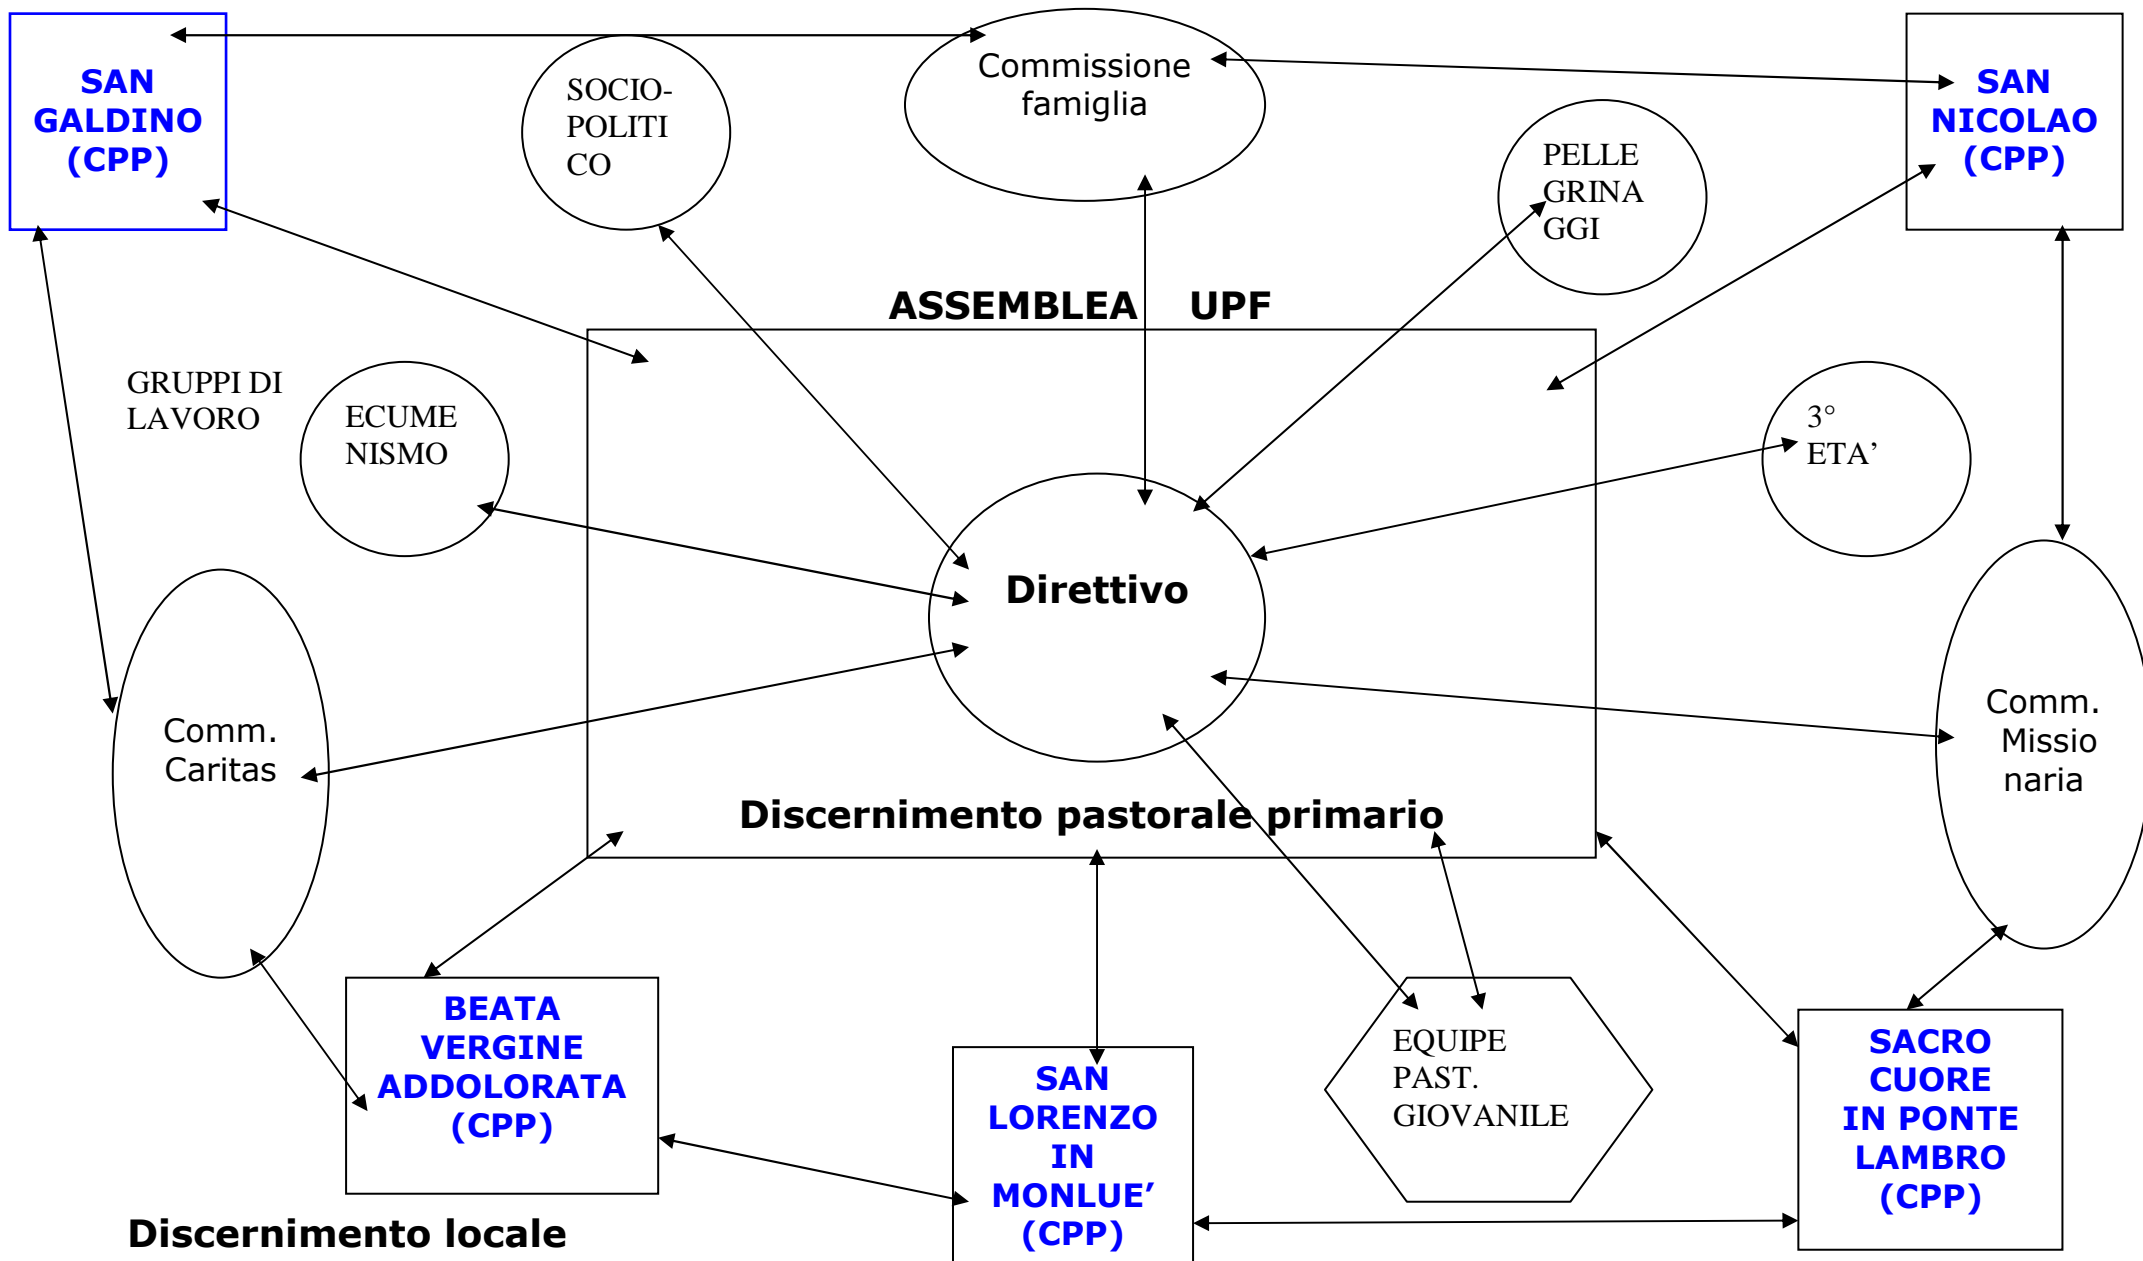 SAN
GALDINO
(CPP)
SOCIO-
POLITI
CO
Commissione
famiglia
PELLE
GRINA
GGI
SAN
NICOLAO
(CPP)
ASSEMBLEA UPF
GRUPPI DI
LAVORO
ECUME
NISMO
3°
ETA’
Direttivo
Comm.
Caritas
Comm.
Missio
naria
Discernimento pastorale primario
BEATA
VERGINE
ADDOLORATA
(CPP)
SAN
LORENZO
IN
MONLUE’
(CPP)
EQUIPE
PAST.
GIOVANILE
SACRO
CUORE
IN PONTE
LAMBRO
(CPP)
Discernimento locale